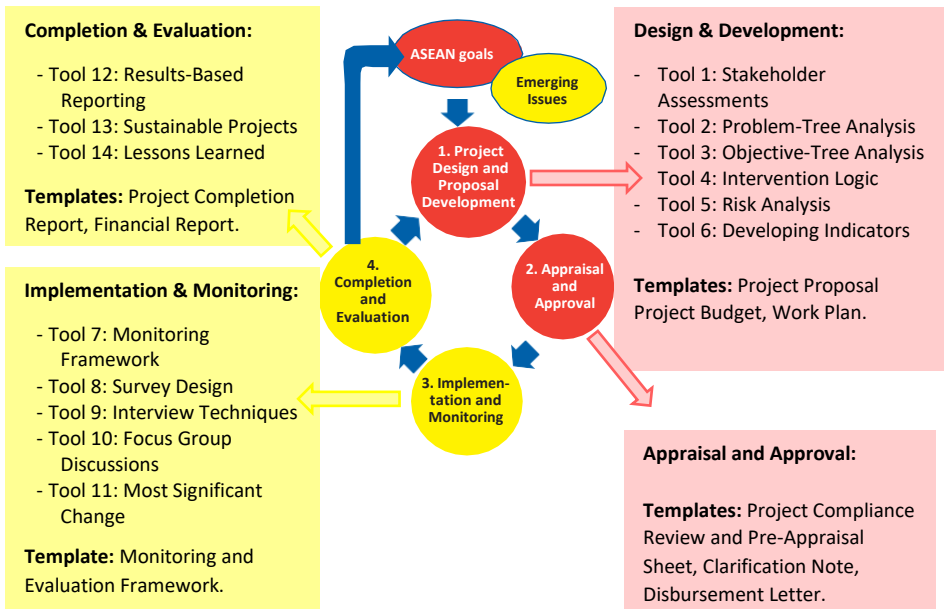 Completion & Evaluation:
- Tool 12: Results-Based
Reporting
- Tool 13: Sustainable Projects
- Tool 14: Lessons Learned
Templates: Project Completion
Report, Financial Report.
Implementation & Monitoring:
- Tool 7: Monitoring
Framework
- Tool 8: Survey Design
- Tool 9: Interview Techniques
- Tool 10: Focus Group
Discussions
- Tool 11: Most Significant
Change
Template: Monitoring and
Evaluation Framework.
ASEAN goals
Emerging
Issues
1. Project
Design and
Proposal
Development
2. Appraisal
and
Approval
3. Implemen-
tation and
Monitoring
4.
Completion
and
Evaluation
Design & Development:
- Tool 1: Stakeholder
Assessments
- Tool 2: Problem-Tree Analysis
- Tool 3: Objective-Tree Analysis
- Tool 4: Intervention Logic
- Tool 5: Risk Analysis
- Tool 6: Developing Indicators
Templates: Project Proposal
Project Budget, Work Plan.
Appraisal and Approval:
Templates: Project Compliance
Review and Pre-Appraisal
Sheet, Clarification Note,
Disbursement Letter.